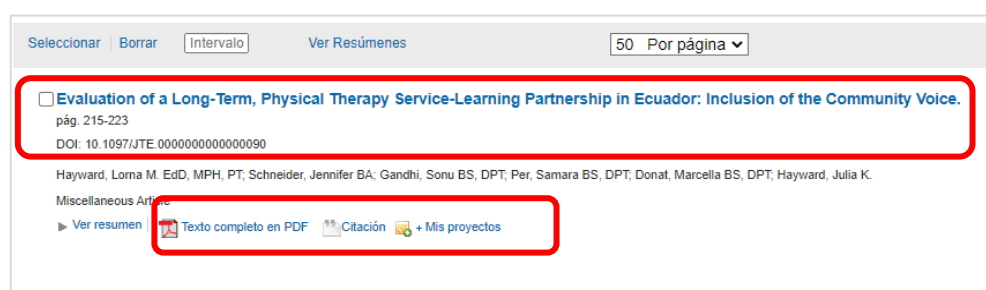 Seleccionar Borrar Intervalo Ver Resúmenes 50 Por página
Evaluation of a Long-Term, Physical Therapy Service-Learning Partnership in Ecuador: Inclusion of the Community Voice.
pág. 215-223
DOI: 10.1097/JTE.0000000000000090
Hayward, Lorna M. EdD, MPH, PT; Schneider, Jennifer BA; Gandhi, Sonu BS, DPT; Per, Samara BS, DPT; Donat, Marcella BS, DPT; Hayward, Julia K.
Miscellaneous Article
Ver resumen Texto completo en PDF Citación + Mis proyectos